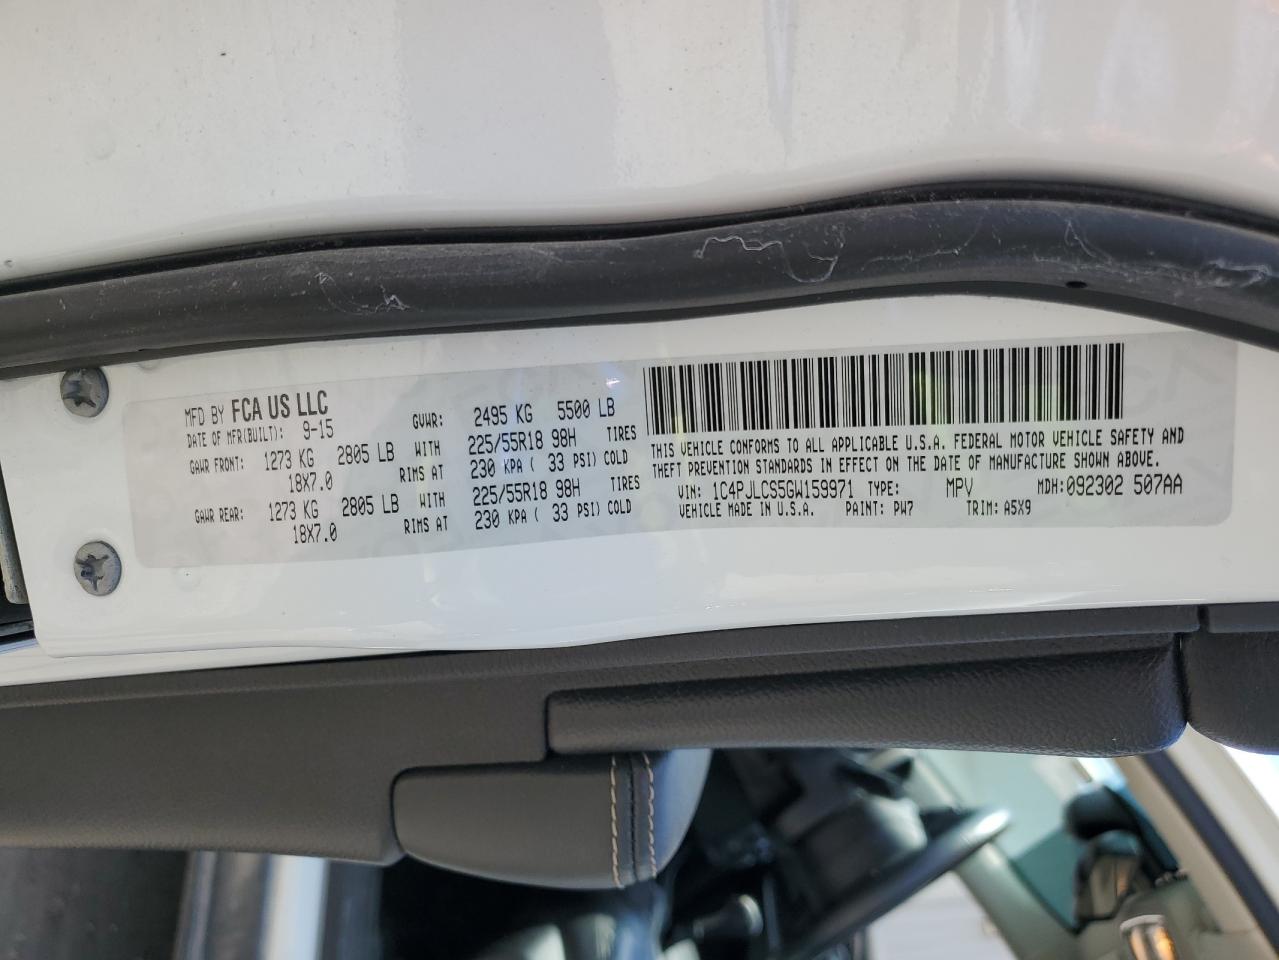 MFD BY FCA US LLC
DATE OF MFR(BUILT): 9-15 GVWR: 2495 KG 5500 LB
GAWR FRONT: 1273 KG 2805 LB WITH 225/55R18 98H TIRES
18X7.0 RIMS AT 230 KPA ( 33 PSI) COLD
GAWR REAR: 1273 KG 2805 LB WITH 225/55R18 98H TIRES
18X7.0 RIMS AT 230 KPA ( 33 PSI) COLD
THIS VEHICLE CONFORMS TO ALL APPLICABLE U.S.A. FEDERAL MOTOR VEHICLE SAFETY AND
THEFT PREVENTION STANDARDS IN EFFECT ON THE DATE OF MANUFACTURE SHOWN ABOVE.
VIN: 1C4PJLCS5GW159971 TYPE: MPV MDH: 092302 507AA
VEHICLE MADE IN U.S.A. PAINT: PW7 TRIM: A5X9